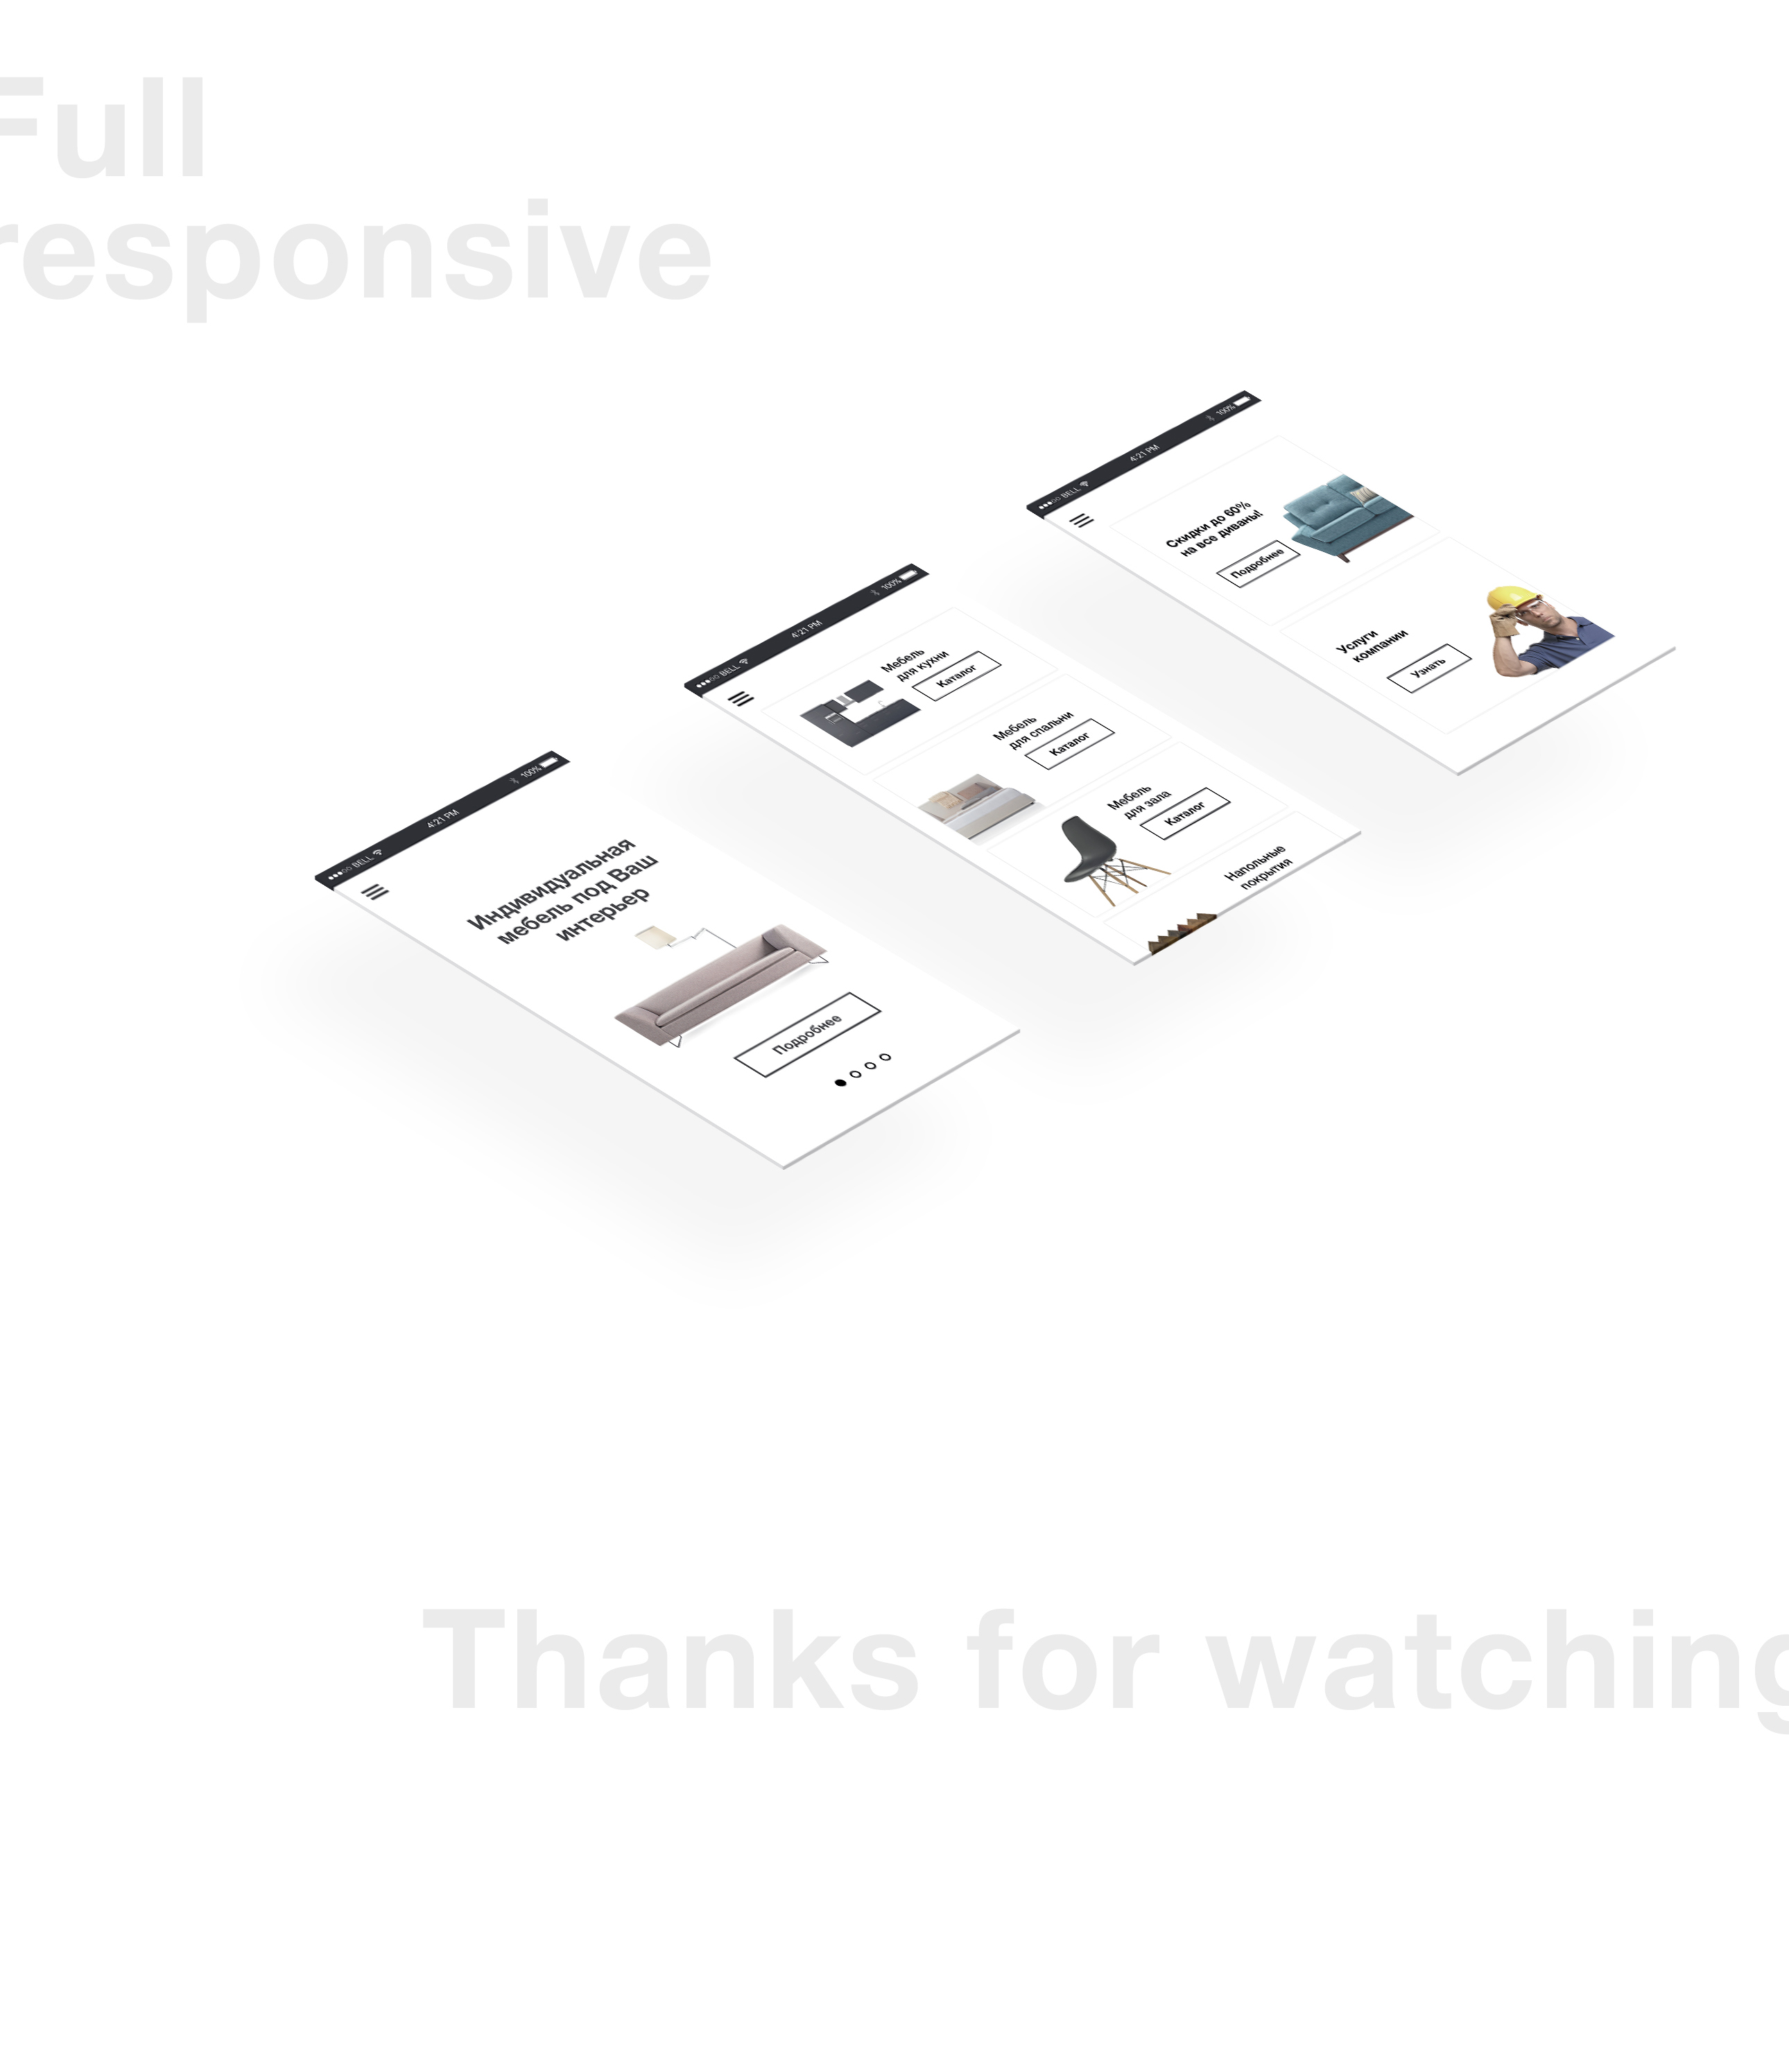 Full
responsive
BELL 4:21 PM 100%
Скидки до 60%
на все диваны!
Подробнее
Услуги
компании
Узнать
BELL 4:21 PM 100%
Мебель
для кухни
Каталог
Мебель
для спальни
Каталог
Мебель
для зала
Каталог
Напольные
покрытия
BELL 4:21 PM 100%
Индивидуальная
мебель под Ваш
интерьер
Подробнее
Thanks for watching